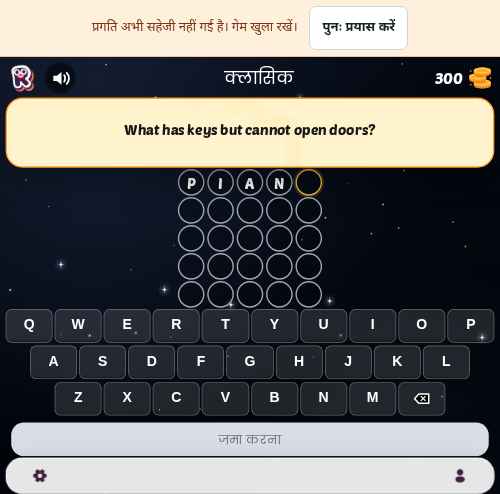 प्रगति अभी सहेजी नहीं गई है। गेम खुला रखें।
पुनः प्रयास करें
क्लासिक
300
What has keys but cannot open doors?
P I A N
Q W E R T Y U I O P
A S D F G H J K L
Z X C V B N M
जमा करना